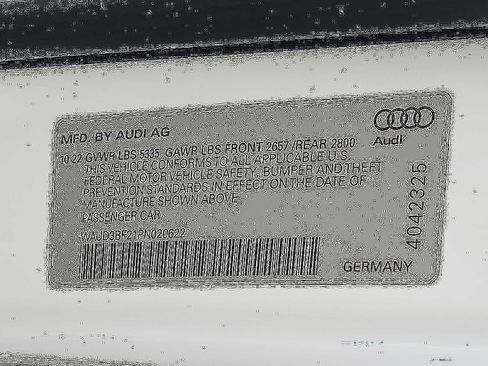 MFD. BY AUDI AG
10 22 GVWR LBS 5335 GAWR LBS FRONT 2657 /REAR 2800
THIS VEHICLE CONFORMS TO ALL APPLICABLE U.S.
FEDERAL MOTOR VEHICLE SAFETY, BUMPER AND THEFT
PREVENTION STANDARDS IN EFFECT ON THE DATE OF
MANUFACTURE SHOWN ABOVE
PASSENGER CAR
WAUD3BF21PN020622
GERMANY
Audi
4042325